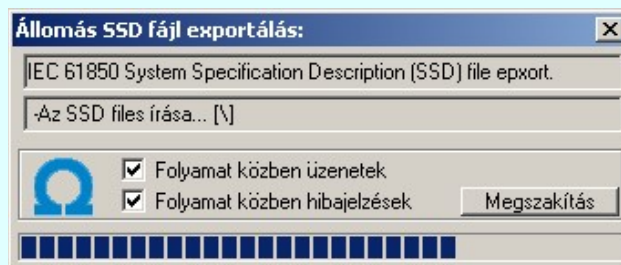 Állomás SSD fájl exportálás:
IEC 61850 System Specification Description (SSD) file epxort.
-Az SSD files írása... [\]
Folyamat közben üzenetek
Folyamat közben hibajelzések
Megszakítás